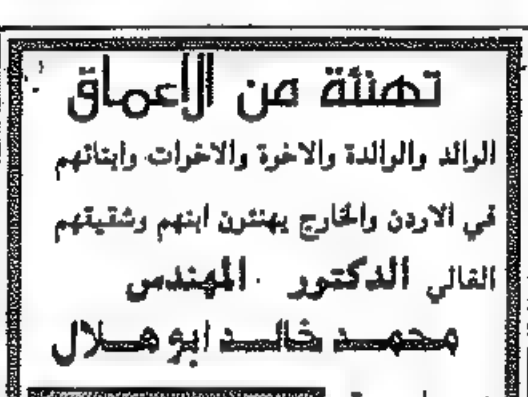 تهنئة من الاعماق
الوالد والوالدة والاخوة والاخوات وابنائهم
في الاردن والخارج يهنئون ابنهم وشقيقهم
الغالي الدكتور . المهندس
محمد خالد ابو هلال